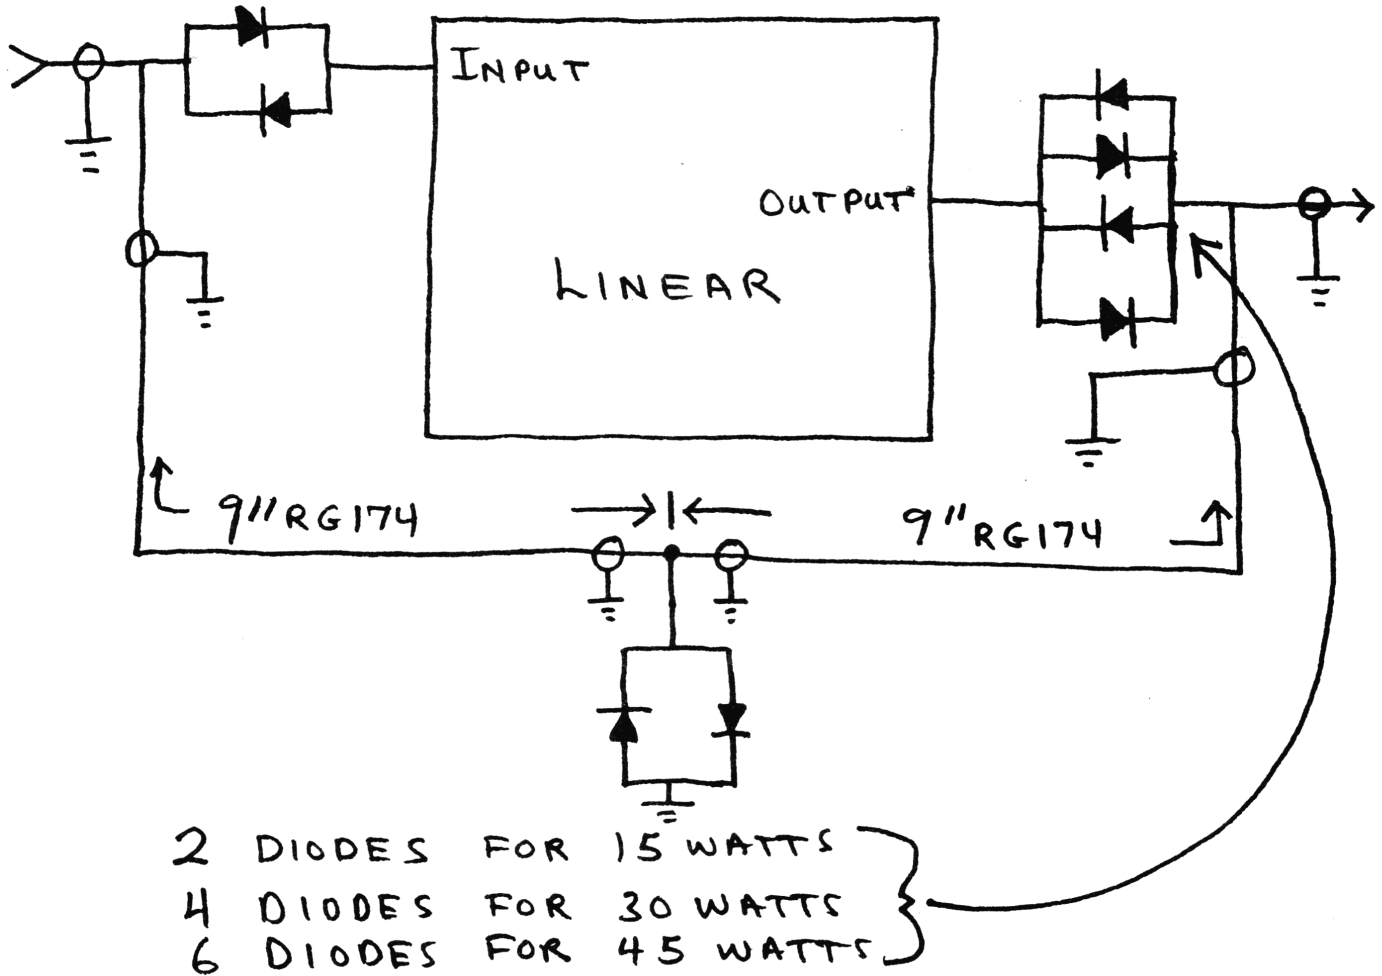 INPUT
OUTPUT
LINEAR
9" RG174
9" RG174
2 DIODES FOR 15 WATTS
4 DIODES FOR 30 WATTS
6 DIODES FOR 45 WATTS